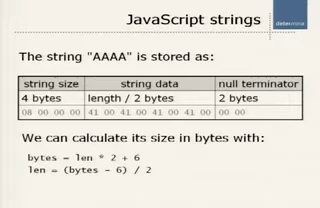 JavaScript strings
determina
The string "AAAA" is stored as:
string size string data null terminator
4 bytes length / 2 bytes 2 bytes
08 00 00 00 41 00 41 00 41 00 41 00 00 00
We can calculate its size in bytes with:
bytes = len * 2 + 6
len = (bytes - 6) / 2